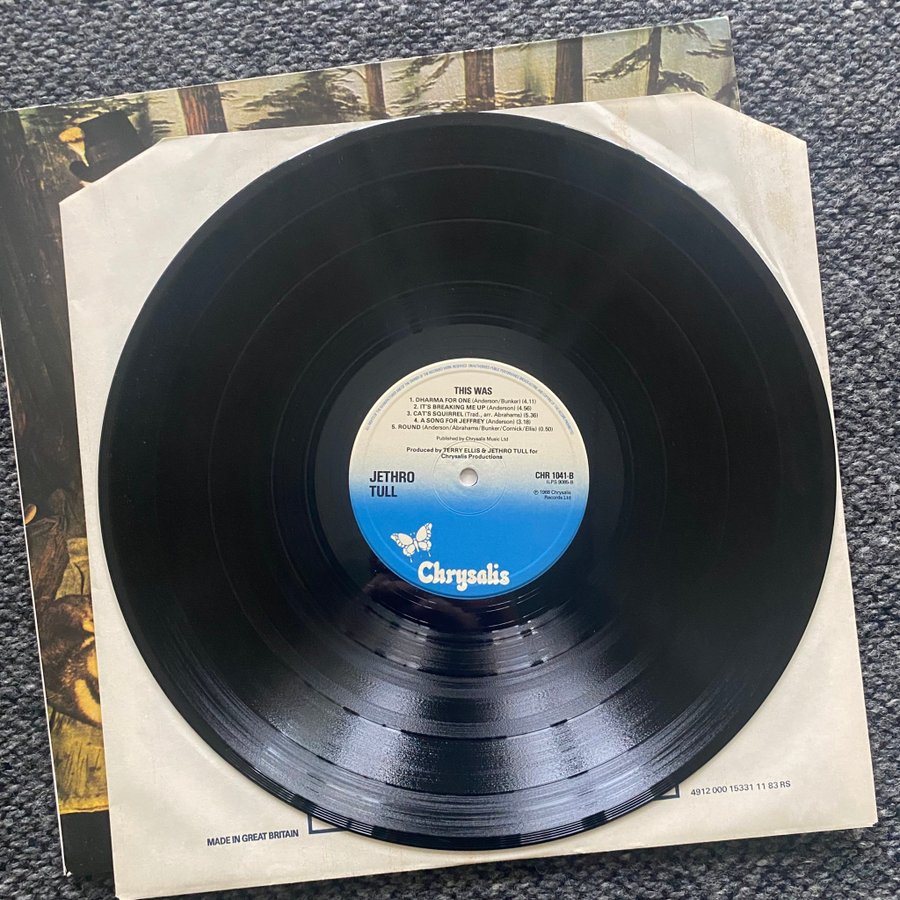 THIS WAS
1. DHARMA FOR ONE (Anderson/Bunker) (4.11)
2. IT'S BREAKING ME UP (Anderson) (4.56)
3. CAT'S SQUIRREL (Trad., arr. Abrahams) (5.36)
4. A SONG FOR JEFFREY (Anderson) (3.18)
5. ROUND (Anderson/Abrahams/Bunker/Cornick/Ellis) (0.50)
Published by Chrysalis Music Ltd
Produced by TERRY ELLIS & JETHRO TULL for
Chrysalis Productions
JETHRO
TULL
CHR 1041-B
(LPS 9085-B
℗ 1968 Chrysalis
Records Ltd
Chrysalis
MADE IN GREAT BRITAIN
4912 000 15331 11 83 RS